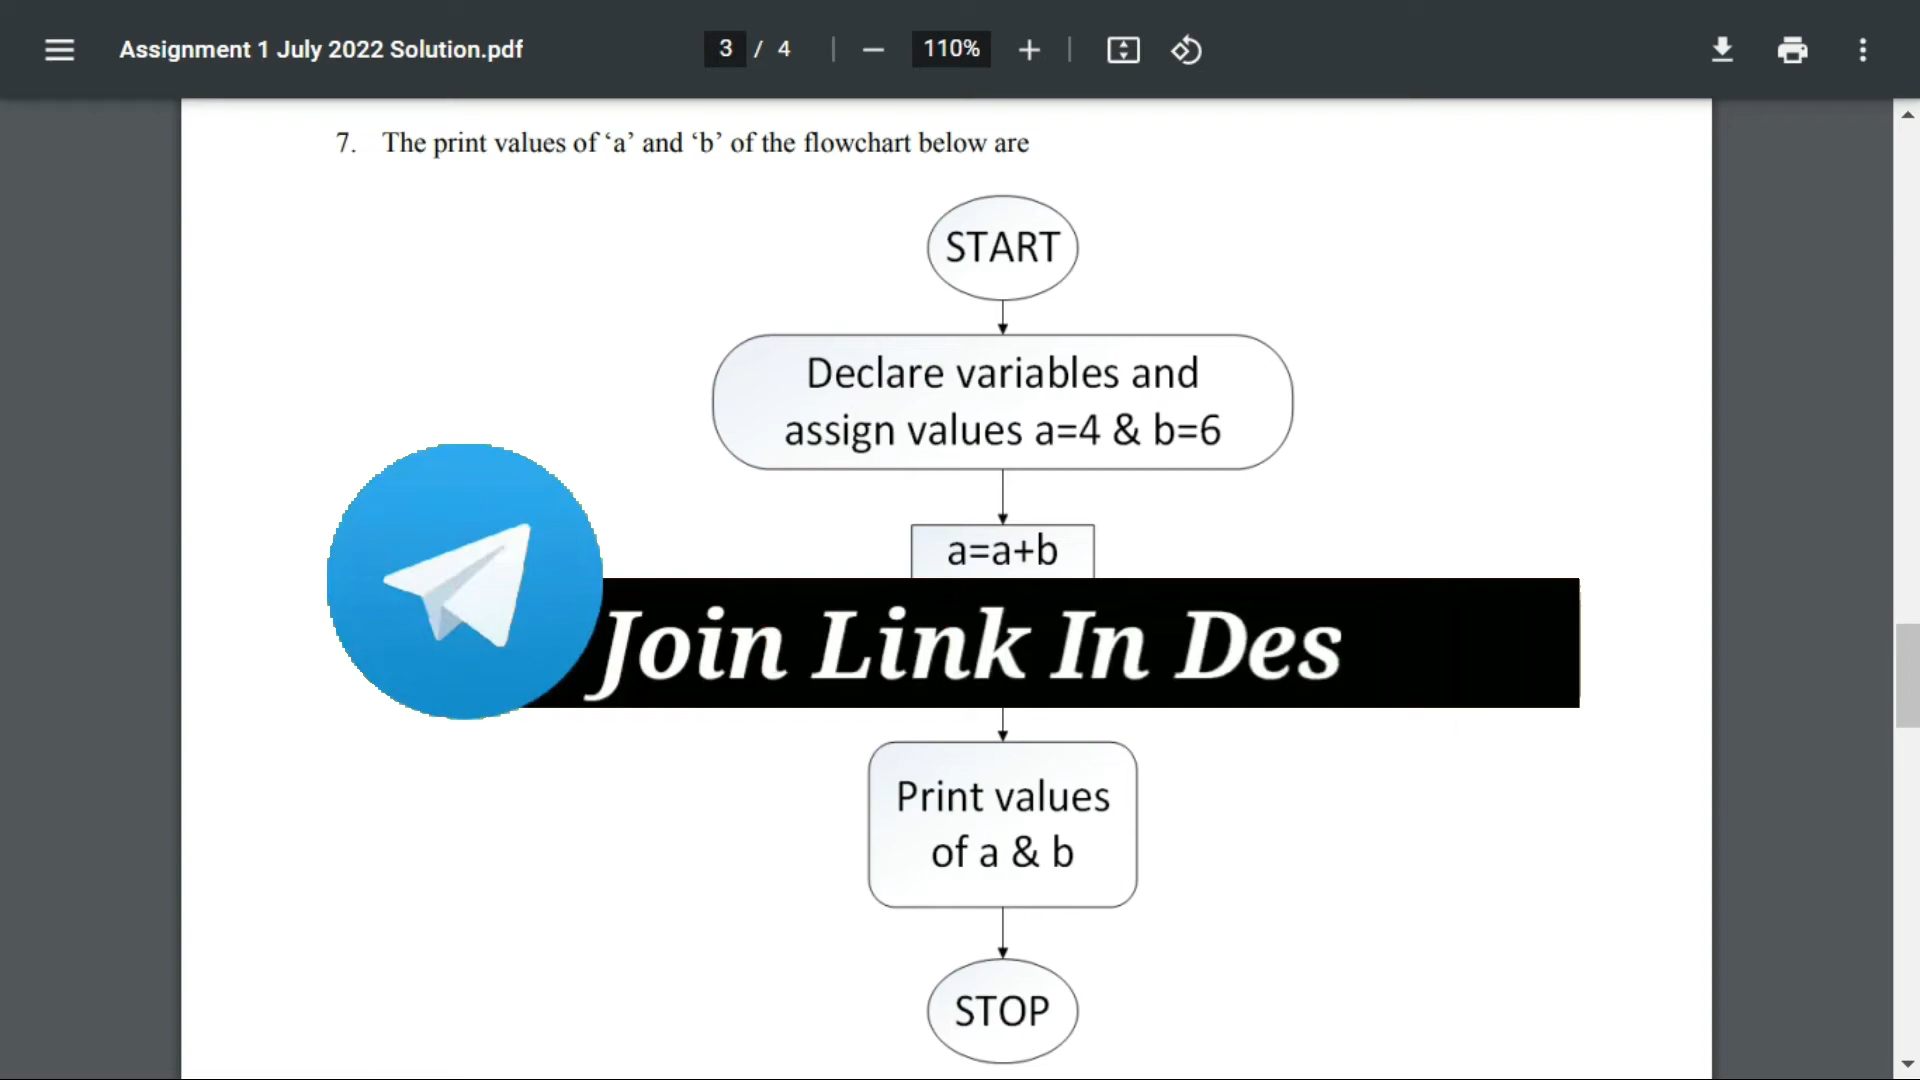 Assignment 1 July 2022 Solution.pdf
3 / 4
110%
7. The print values of ‘a’ and ‘b’ of the flowchart below are
START
Declare variables and
assign values a=4 & b=6
a=a+b
Join Link In Des
Print values
of a & b
STOP